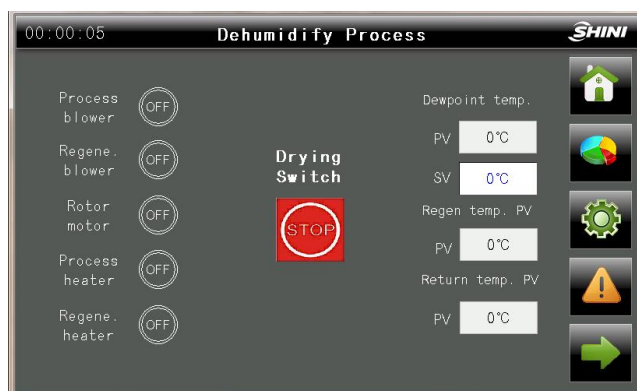 00:00:05
Dehumidify Process
SHINI
Process
blower
OFF
Regene.
blower
OFF
Rotor
motor
OFF
Process
heater
OFF
Regene.
heater
OFF
Drying
Switch
STOP
Dewpoint temp.
PV 0℃
SV 0℃
Regen temp. PV
PV 0℃
Return temp. PV
PV 0℃